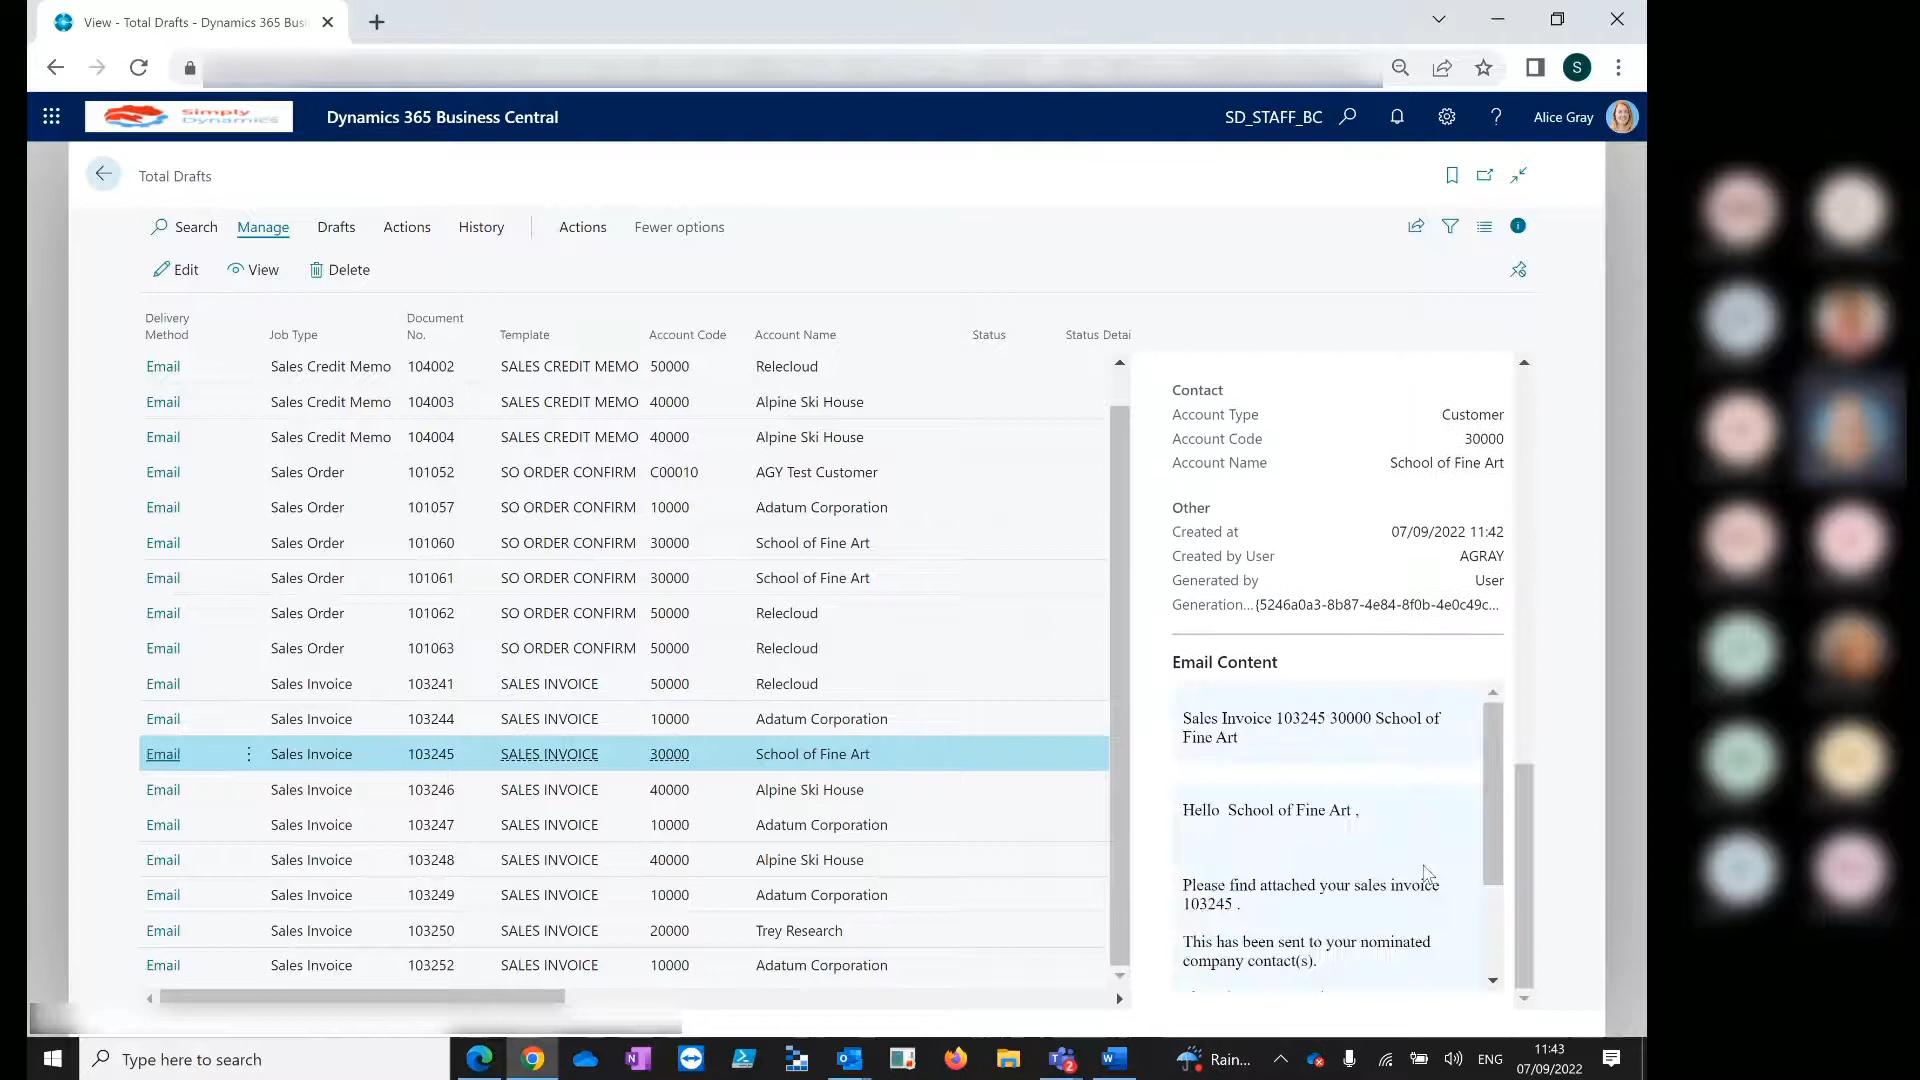 View - Total Drafts - Dynamics 365 Busi
S
Simply
Dynamics
Dynamics 365 Business Central
SD_STAFF_BC
Alice Gray
Total Drafts
Search Manage Drafts Actions History Actions Fewer options
Edit View Delete
Delivery Method Job Type Document No. Template Account Code Account Name Status Status Detai
Email Sales Credit Memo 104002 SALES CREDIT MEMO 50000 Relecloud
Email Sales Credit Memo 104003 SALES CREDIT MEMO 40000 Alpine Ski House
Email Sales Credit Memo 104004 SALES CREDIT MEMO 40000 Alpine Ski House
Email Sales Order 101052 SO ORDER CONFIRM C00010 AGY Test Customer
Email Sales Order 101057 SO ORDER CONFIRM 10000 Adatum Corporation
Email Sales Order 101060 SO ORDER CONFIRM 30000 School of Fine Art
Email Sales Order 101061 SO ORDER CONFIRM 30000 School of Fine Art
Email Sales Order 101062 SO ORDER CONFIRM 50000 Relecloud
Email Sales Order 101063 SO ORDER CONFIRM 50000 Relecloud
Email Sales Invoice 103241 SALES INVOICE 50000 Relecloud
Email Sales Invoice 103244 SALES INVOICE 10000 Adatum Corporation
Email Sales Invoice 103245 SALES INVOICE 30000 School of Fine Art
Email Sales Invoice 103246 SALES INVOICE 40000 Alpine Ski House
Email Sales Invoice 103247 SALES INVOICE 10000 Adatum Corporation
Email Sales Invoice 103248 SALES INVOICE 40000 Alpine Ski House
Email Sales Invoice 103249 SALES INVOICE 10000 Adatum Corporation
Email Sales Invoice 103250 SALES INVOICE 20000 Trey Research
Email Sales Invoice 103252 SALES INVOICE 10000 Adatum Corporation
Contact
Account Type Customer
Account Code 30000
Account Name School of Fine Art
Other
Created at 07/09/2022 11:42
Created by User AGRAY
Generated by User
Generation... {5246a0a3-8b87-4e84-8f0b-4e0c49c...
Email Content
Sales Invoice 103245 30000 School of
Fine Art
Hello School of Fine Art ,
Please find attached your sales invoice
103245 .
This has been sent to your nominated
company contact(s).
Type here to search
2
Rain...
ENG
11:43
07/09/2022